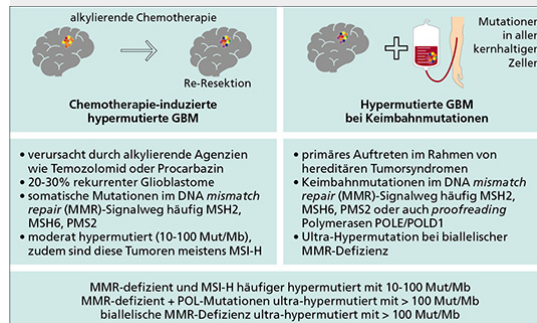 alkylierende Chemotherapie
Re-Resektion
Chemotherapie-induzierte
hypermutierte GBM
Mutationen
in aller
kernhaltiger
Zeller
Hypermutierte GBM
bei Keimbahnmutationen
• verursacht durch alkylierende Agenzien
wie Temozolomid oder Procarbazin
• 20-30% rekurrenter Glioblastome
• somatische Mutationen im DNA mismatch
repair (MMR)-Signalweg häufig MSH2,
MSH6, PMS2
• moderat hypermutiert (10-100 Mut/Mb),
zudem sind diese Tumoren meistens MSI-H
• primäres Auftreten im Rahmen von
hereditären Tumorsyndromen
• Keimbahnmutationen im DNA mismatch
repair (MMR)-Signalweg häufig MSH2,
MSH6, PMS2 oder auch proofreading
Polymerasen POLE/POLD1
• Ultra-Hypermutation bei biallelischer
MMR-Defizienz
MMR-defizient und MSI-H häufiger hypermutiert mit 10-100 Mut/Mb
MMR-defizient + POL-Mutationen ultra-hypermutiert mit > 100 Mut/Mb
biallelische MMR-Defizienz ultra-hypermutiert mit > 100 Mut/Mb